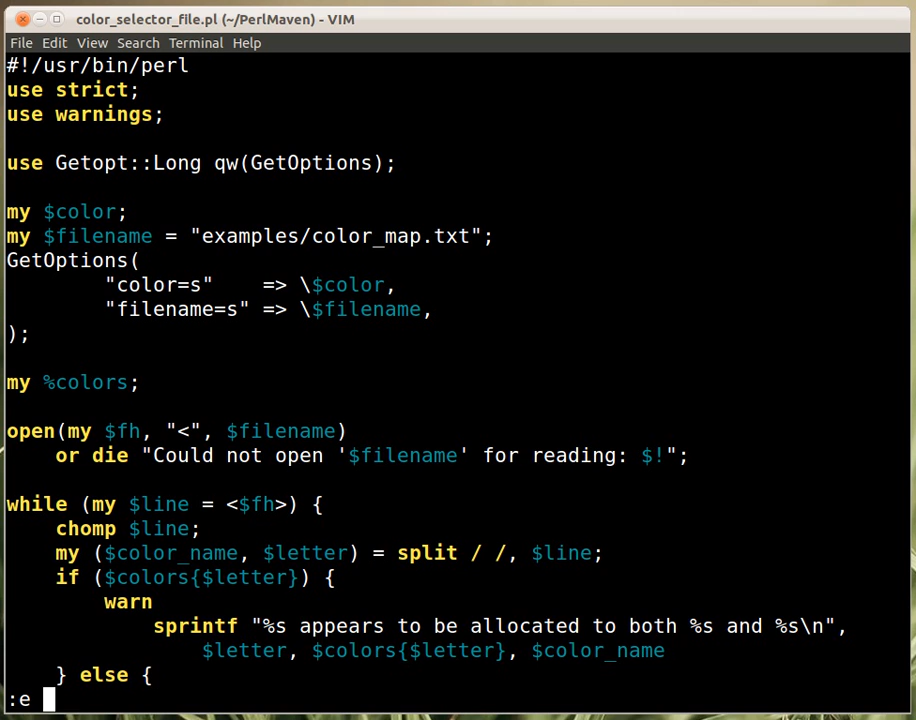 color_selector_file.pl (~/PerlMaven) - VIM
File Edit View Search Terminal Help
#!/usr/bin/perl
use strict;
use warnings;

use Getopt::Long qw(GetOptions);

my $color;
my $filename = "examples/color_map.txt";
GetOptions(
        "color=s"    => \$color,
        "filename=s" => \$filename,
);

my %colors;

open(my $fh, "<", $filename)
    or die "Could not open '$filename' for reading: $!";

while (my $line = <$fh>) {
    chomp $line;
    my ($color_name, $letter) = split / /, $line;
    if ($colors{$letter}) {
        warn
            sprintf "%s appears to be allocated to both %s and %s\n",
                $letter, $colors{$letter}, $color_name
    } else {
:e